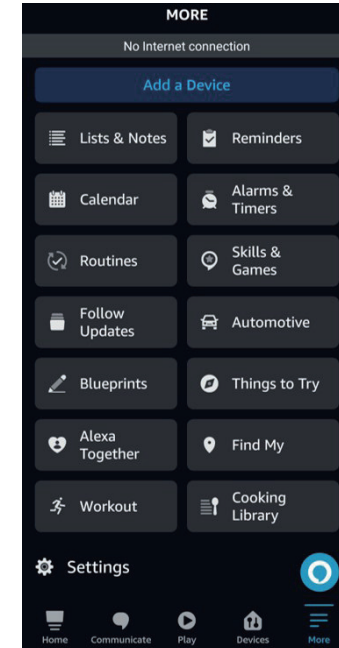 MORE
No Internet connection
Add a Device
Lists & Notes
Reminders
Calendar
Alarms &
Timers
Routines
Skills &
Games
Follow
Updates
Automotive
Blueprints
Things to Try
Alexa
Together
Find My
Workout
Cooking
Library
Settings
Home Communicate Play Devices More